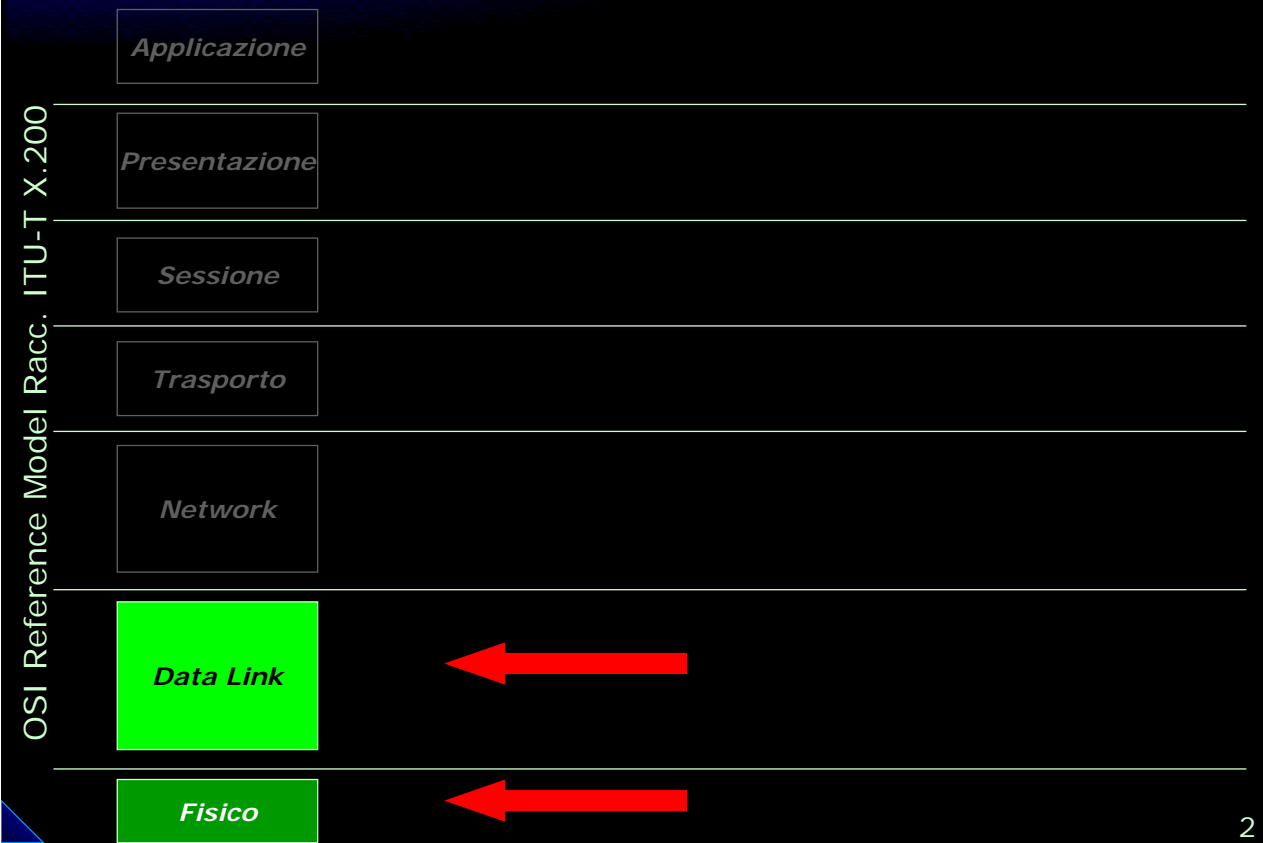 OSI Reference Model Racc. ITU-T X.200
Applicazione
Presentazione
Sessione
Trasporto
Network
Data Link
Fisico
2